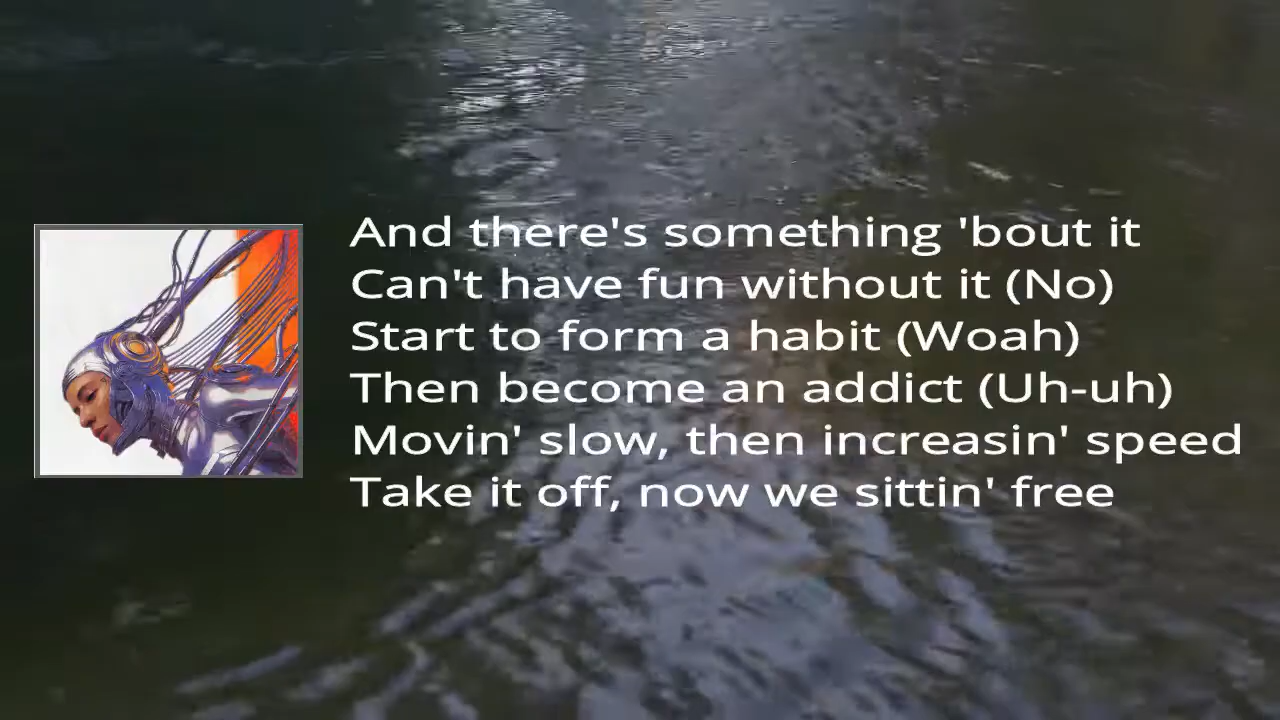 And there's something 'bout it
Can't have fun without it (No)
Start to form a habit (Woah)
Then become an addict (Uh-uh)
Movin' slow, then increasin' speed
Take it off, now we sittin' free